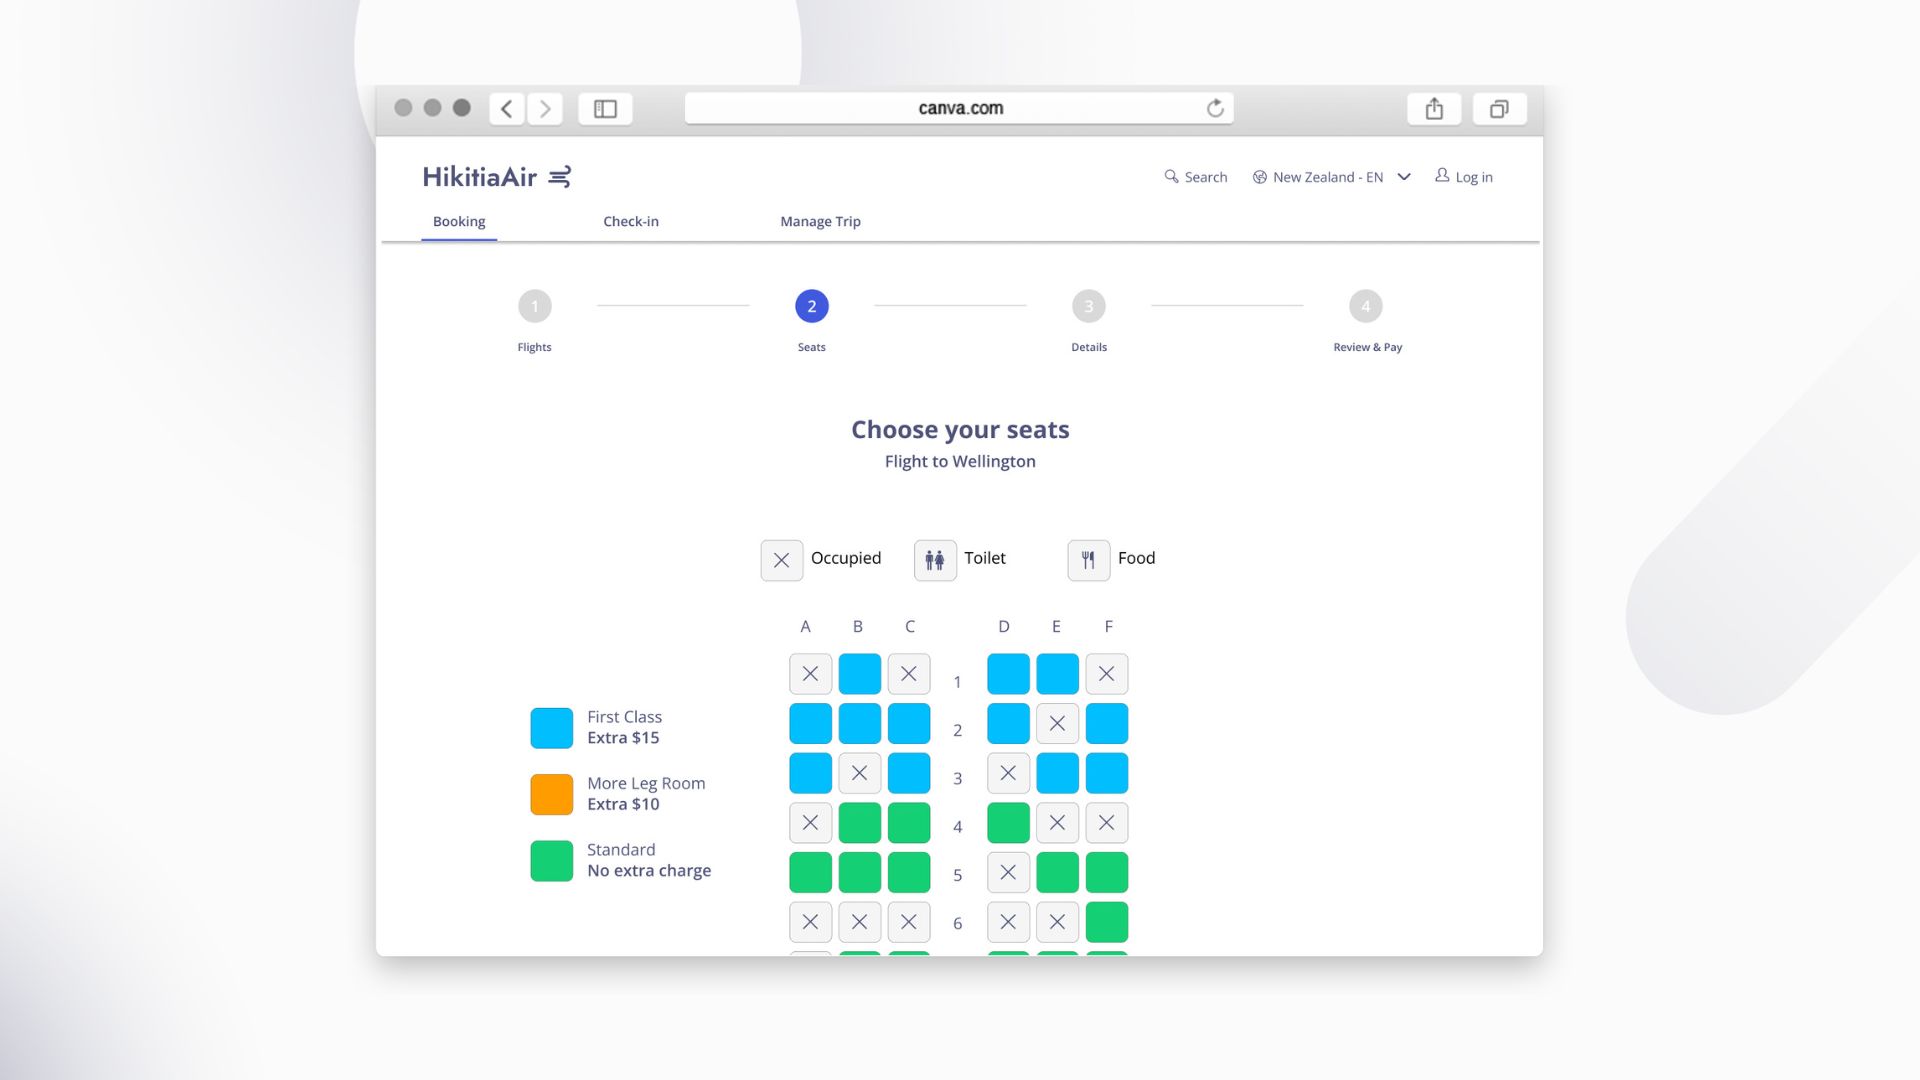 canva.com
HikitiaAir
Search
New Zealand - EN
Log in
Booking
Check-in
Manage Trip
1
2
3
4
Flights
Seats
Details
Review & Pay
Choose your seats
Flight to Wellington
Occupied
Toilet
Food
A B C D E F
1
2
3
4
5
6
First Class
Extra $15
More Leg Room
Extra $10
Standard
No extra charge